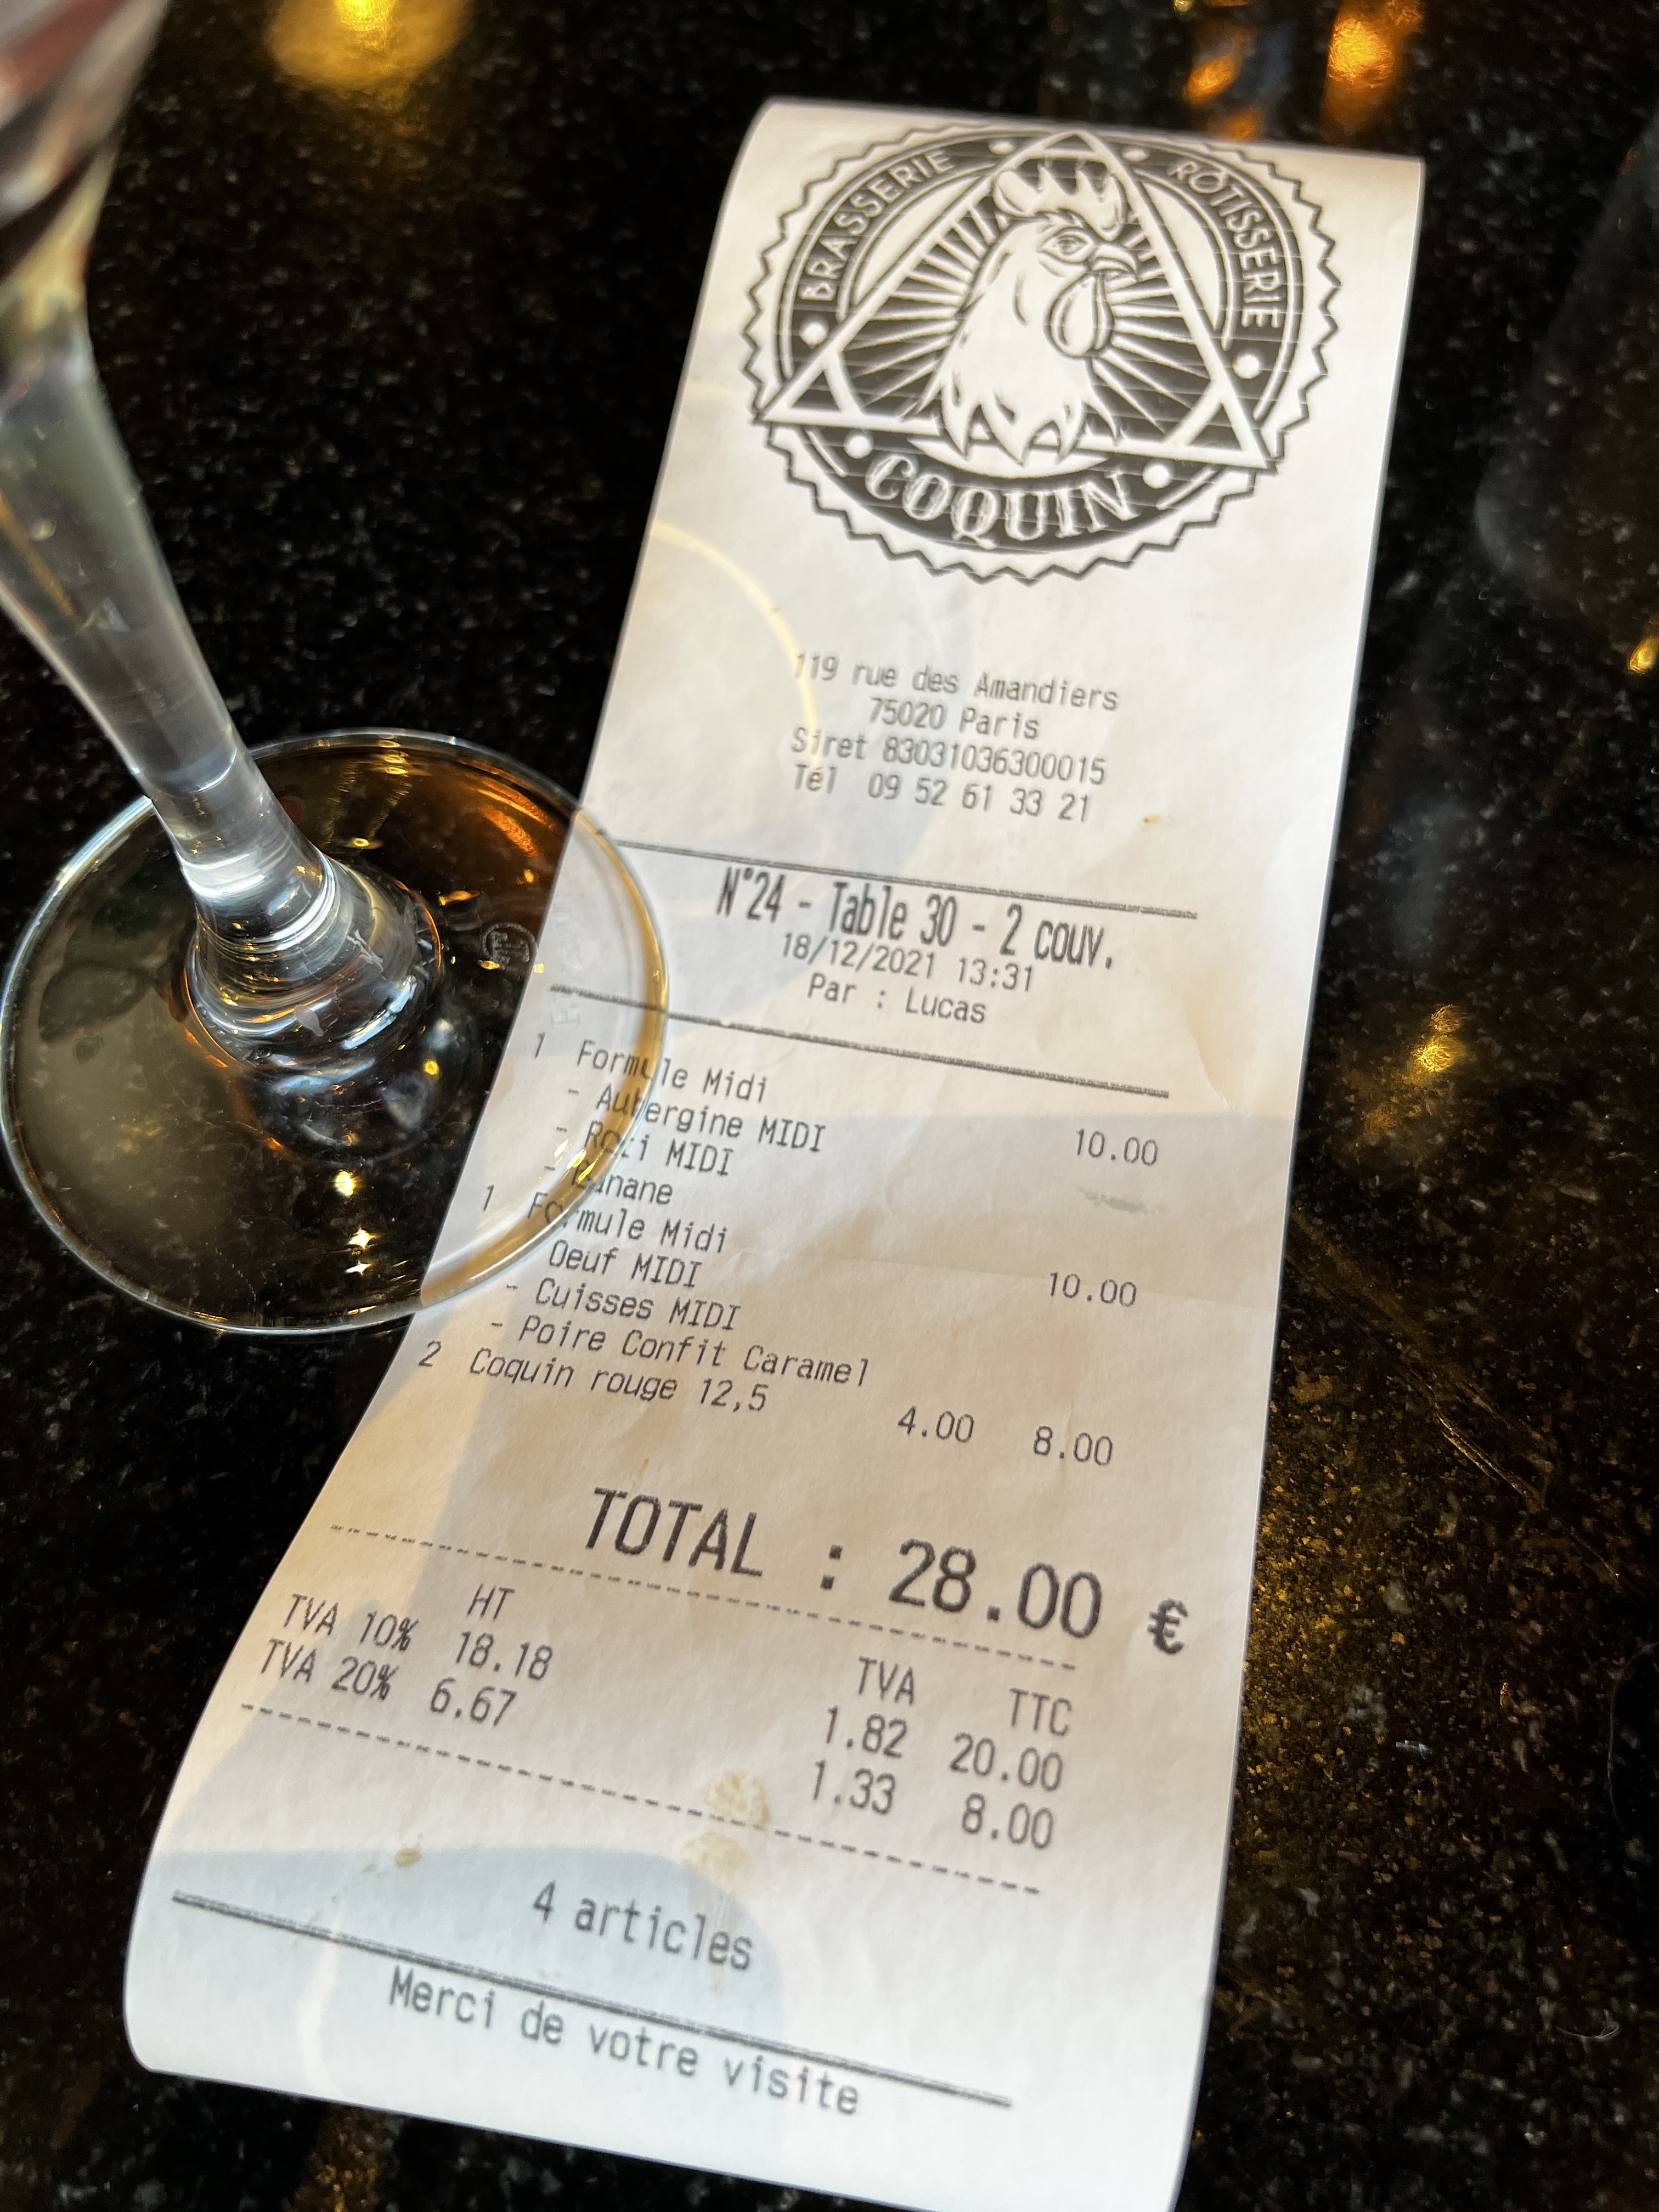 BRASSERIE RÔTISSERIE
COQUIN
119 rue des Amandiers
75020 Paris
Siret 83031036300015
Tél 09 52 61 33 21
N°24 - Table 30 - 2 couv.
18/12/2021 13:31
Par : Lucas
1 Formule Midi 10.00
- Aubergine MIDI
- Roti MIDI
- Banane
1 Formule Midi 10.00
Oeuf MIDI
- Cuisses MIDI
- Poire Confit Caramel
2 Coquin rouge 12,5 4.00 8.00
TOTAL : 28.00 €
HT TVA TTC
TVA 10% 18.18 1.82 20.00
TVA 20% 6.67 1.33 8.00
4 articles
Merci de votre visite